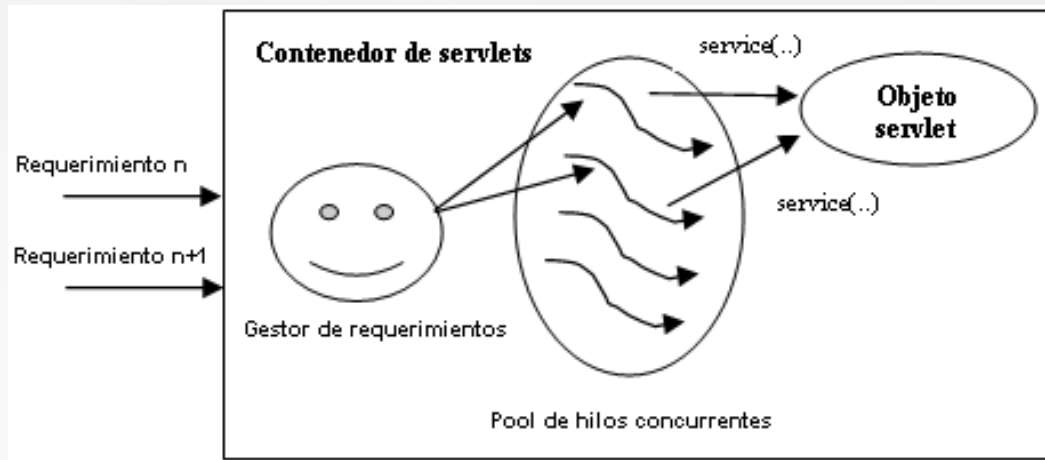 Contenedor de servlets
service(..)
Objeto
servlet
Requerimiento n
service(..)
Requerimiento n+1
Gestor de requerimientos
Pool de hilos concurrentes